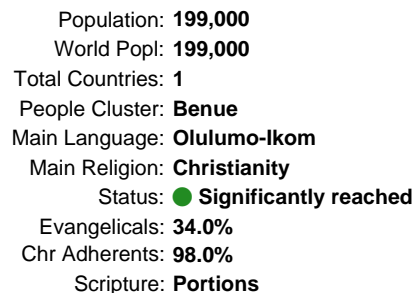 Population: 199,000
World Popl: 199,000
Total Countries: 1
People Cluster: Benue
Main Language: Olulumo-Ikom
Main Religion: Christianity
Status: Significantly reached
Evangelicals: 34.0%
Chr Adherents: 98.0%
Scripture: Portions